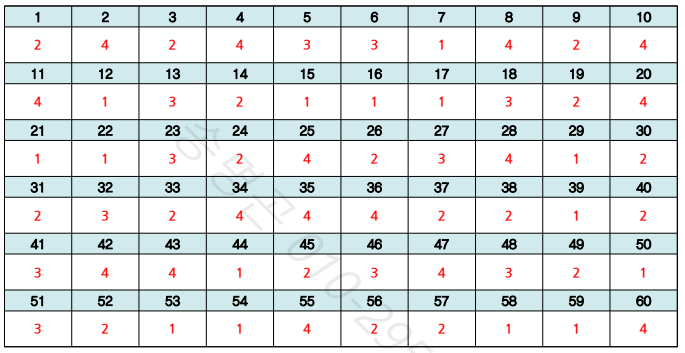 1 2 3 4 5 6 7 8 9 10
2 4 2 4 3 3 1 4 2 4
11 12 13 14 15 16 17 18 19 20
4 1 3 2 1 1 1 3 2 4
21 22 23 24 25 26 27 28 29 30
1 1 3 2 4 2 3 4 1 2
31 32 33 34 35 36 37 38 39 40
2 3 2 4 4 4 2 2 1 2
41 42 43 44 45 46 47 48 49 50
3 4 4 1 2 3 4 3 2 1
51 52 53 54 55 56 57 58 59 60
3 2 1 1 4 2 2 1 1 4